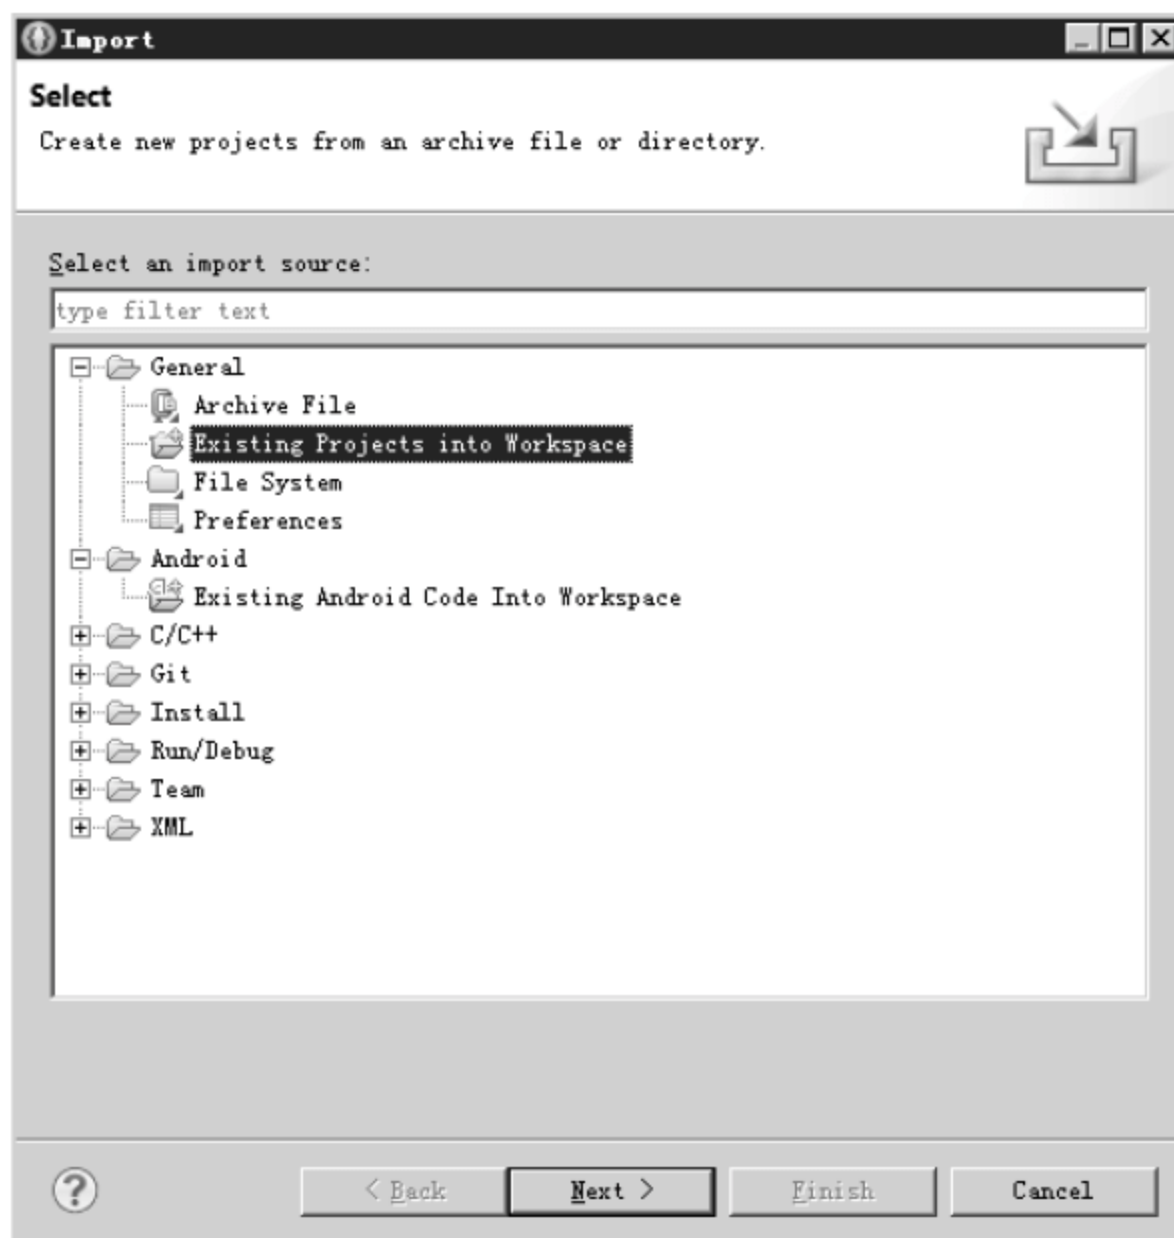 Import
Select
Create new projects from an archive file or directory.
Select an import source:
type filter text
General
Archive File
Existing Projects into Workspace
File System
Preferences
Android
Existing Android Code Into Workspace
C/C++
Git
Install
Run/Debug
Team
XML
< Back Next > Finish Cancel